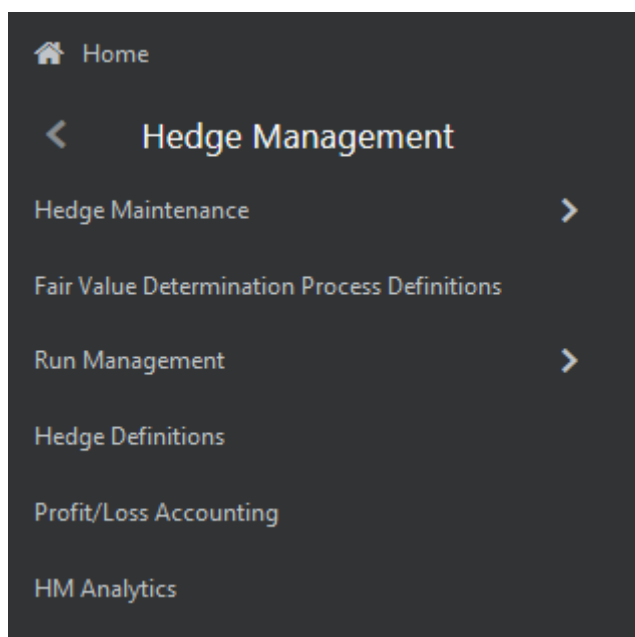 Home
Hedge Management
Hedge Maintenance
Fair Value Determination Process Definitions
Run Management
Hedge Definitions
Profit/Loss Accounting
HM Analytics